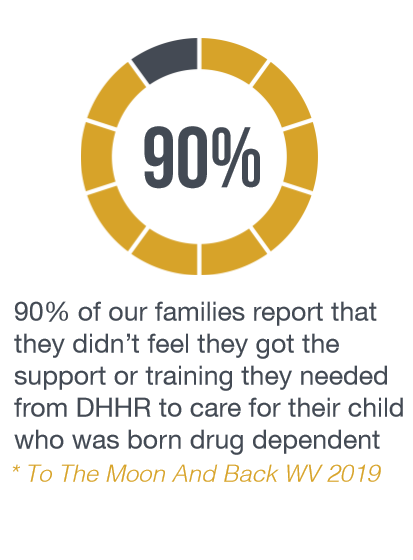 90%
90% of our families report that
they didn’t feel they got the
support or training they needed
from DHHR to care for their child
who was born drug dependent
* To The Moon And Back WV 2019